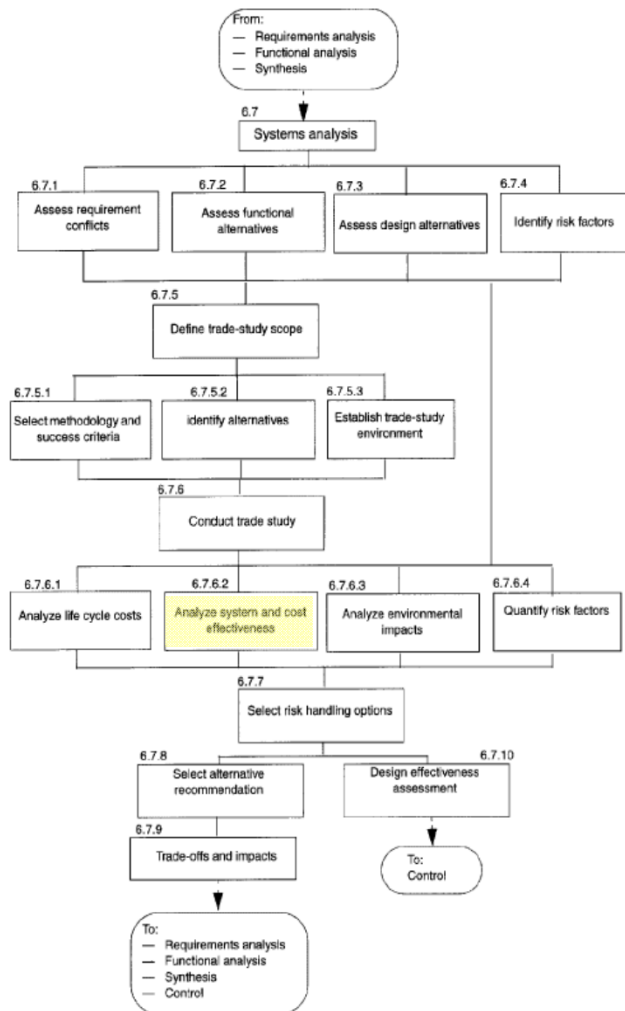 From:
— Requirements analysis
— Functional analysis
— Synthesis
6.7
Systems analysis
6.7.1
Assess requirement
conflicts
6.7.2
Assess functional
alternatives
6.7.3
Assess design alternatives
6.7.4
Identify risk factors
6.7.5
Define trade-study scope
6.7.5.1
Select methodology and
success criteria
6.7.5.2
Identify alternatives
6.7.5.3
Establish trade-study
environment
6.7.6
Conduct trade study
6.7.6.1
Analyze life cycle costs
6.7.6.2
Analyze system and cost
effectiveness
6.7.6.3
Analyze environmental
impacts
6.7.6.4
Quantify risk factors
6.7.7
Select risk handling options
6.7.8
Select alternative
recommendation
6.7.10
Design effectiveness
assessment
6.7.9
Trade-offs and impacts
To:
Control
To:
— Requirements analysis
— Functional analysis
— Synthesis
— Control